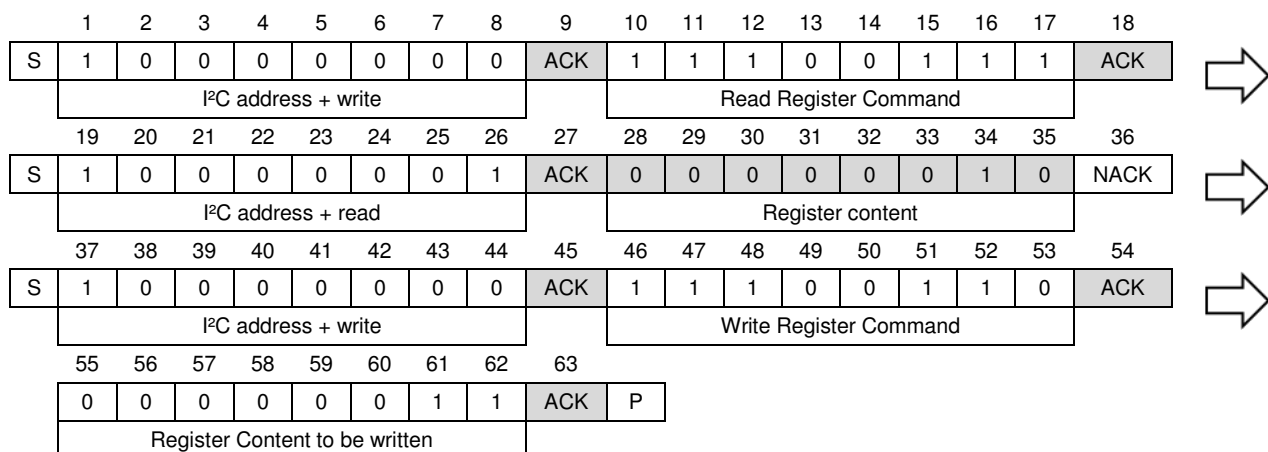 1 2 3 4 5 6 7 8 9 10 11 12 13 14 15 16 17 18
S 1 0 0 0 0 0 0 0 ACK 1 1 1 0 0 1 1 1 ACK
I²C address + write Read Register Command
19 20 21 22 23 24 25 26 27 28 29 30 31 32 33 34 35 36
S 1 0 0 0 0 0 0 1 ACK 0 0 0 0 0 0 1 0 NACK
I²C address + read Register content
37 38 39 40 41 42 43 44 45 46 47 48 49 50 51 52 53 54
S 1 0 0 0 0 0 0 0 ACK 1 1 1 0 0 1 1 0 ACK
I²C address + write Write Register Command
55 56 57 58 59 60 61 62 63
0 0 0 0 0 0 1 1 ACK P
Register Content to be written